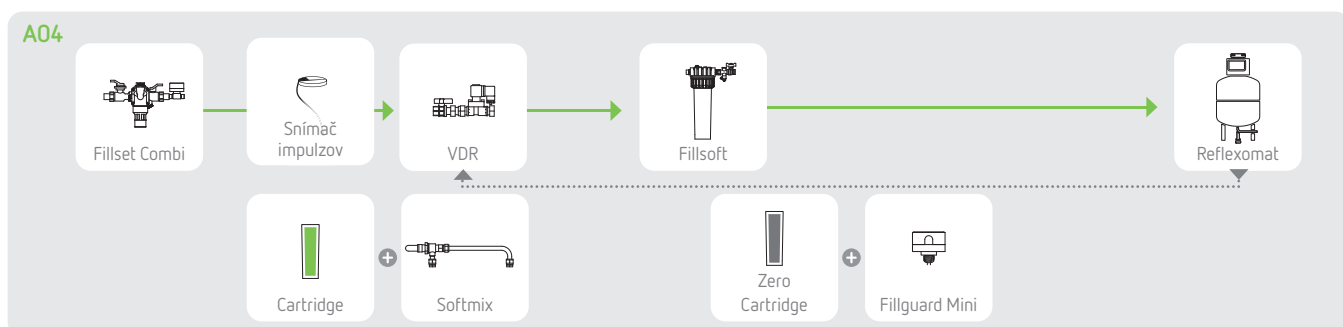 A04
Fillset Combi
Snímač
impulzov
VDR
Fillsoft
Reflexomat
Cartridge
Softmix
Zero
Cartridge
Fillguard Mini